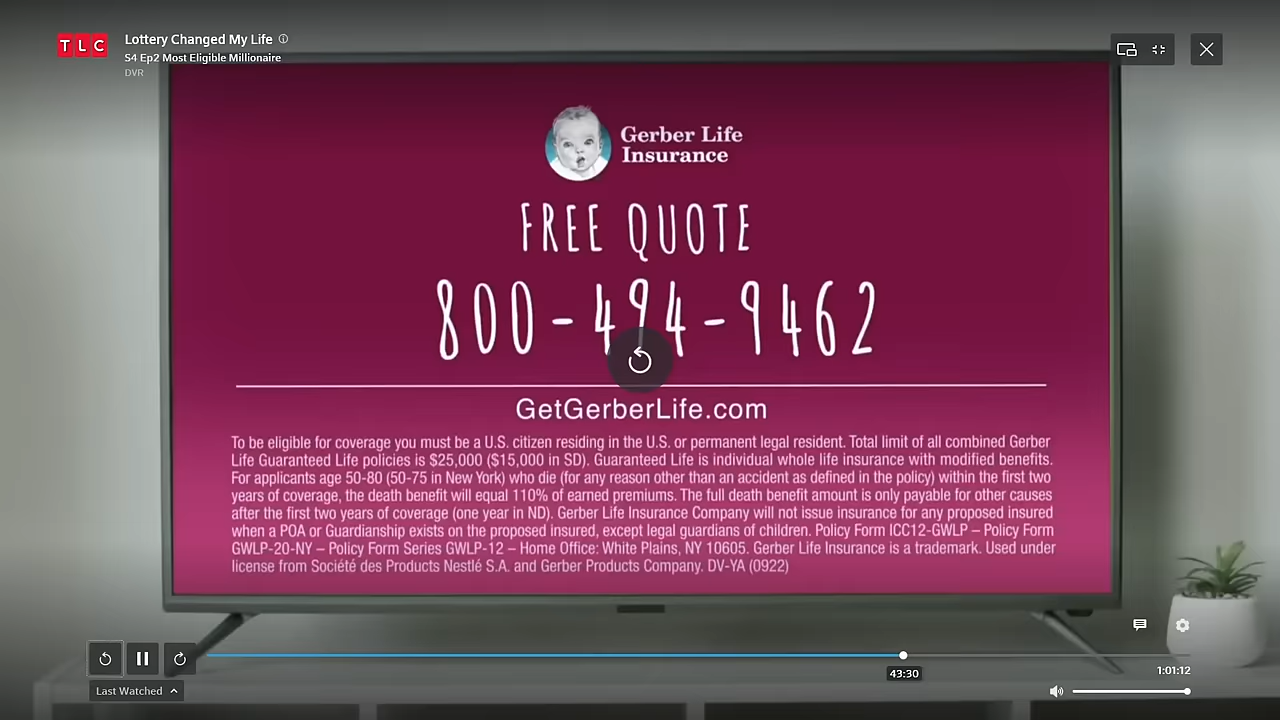 TLC
Lottery Changed My Life
S4 Ep2 Most Eligible Millionaire
DVR
Gerber Life
Insurance
FREE QUOTE
800-494-9462
GetGerberLife.com
To be eligible for coverage you must be a U.S. citizen residing in the U.S. or permanent legal resident. Total limit of all combined Gerber
Life Guaranteed Life policies is $25,000 ($15,000 in SD). Guaranteed Life is individual whole life insurance with modified benefits.
For applicants age 50-80 (50-75 in New York) who die (for any reason other than an accident as defined in the policy) within the first two
years of coverage, the death benefit will equal 110% of earned premiums. The full death benefit amount is only payable for other causes
after the first two years of coverage (one year in ND). Gerber Life Insurance Company will not issue insurance for any proposed insured
when a POA or Guardianship exists on the proposed insured, except legal guardians of children. Policy Form ICC12-GWLP – Policy Form
GWLP-20-NY – Policy Form Series GWLP-12 – Home Office: White Plains, NY 10605. Gerber Life Insurance is a trademark. Used under
license from Société des Produits Nestlé S.A. and Gerber Products Company. DV-YA (0922)
43:30
1:01:12
Last Watched